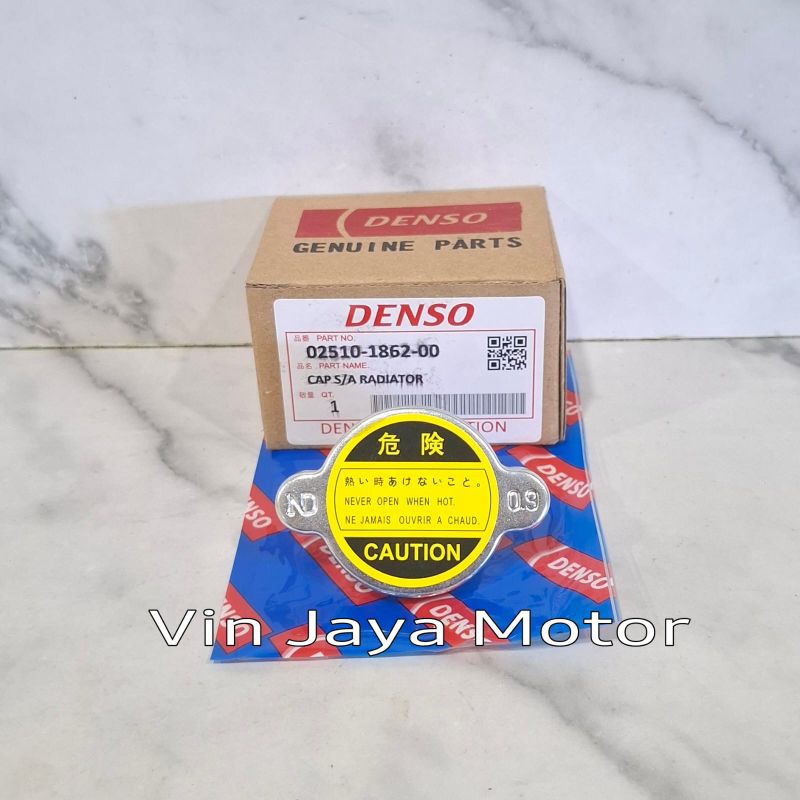 DENSO
GENUINE PARTS
DENSO
品番 PART NO.
02510-1862-00
品名 PART NAME.
CAP S/A RADIATOR
数量 QT.
1
危険
熱い時あけないこと。
NEVER OPEN WHEN HOT.
NE JAMAIS OUVRIR A CHAUD.
CAUTION
ND
0.9
DENSO
DENSO
DENSO
DENSO
DENSO
Vin Jaya Motor